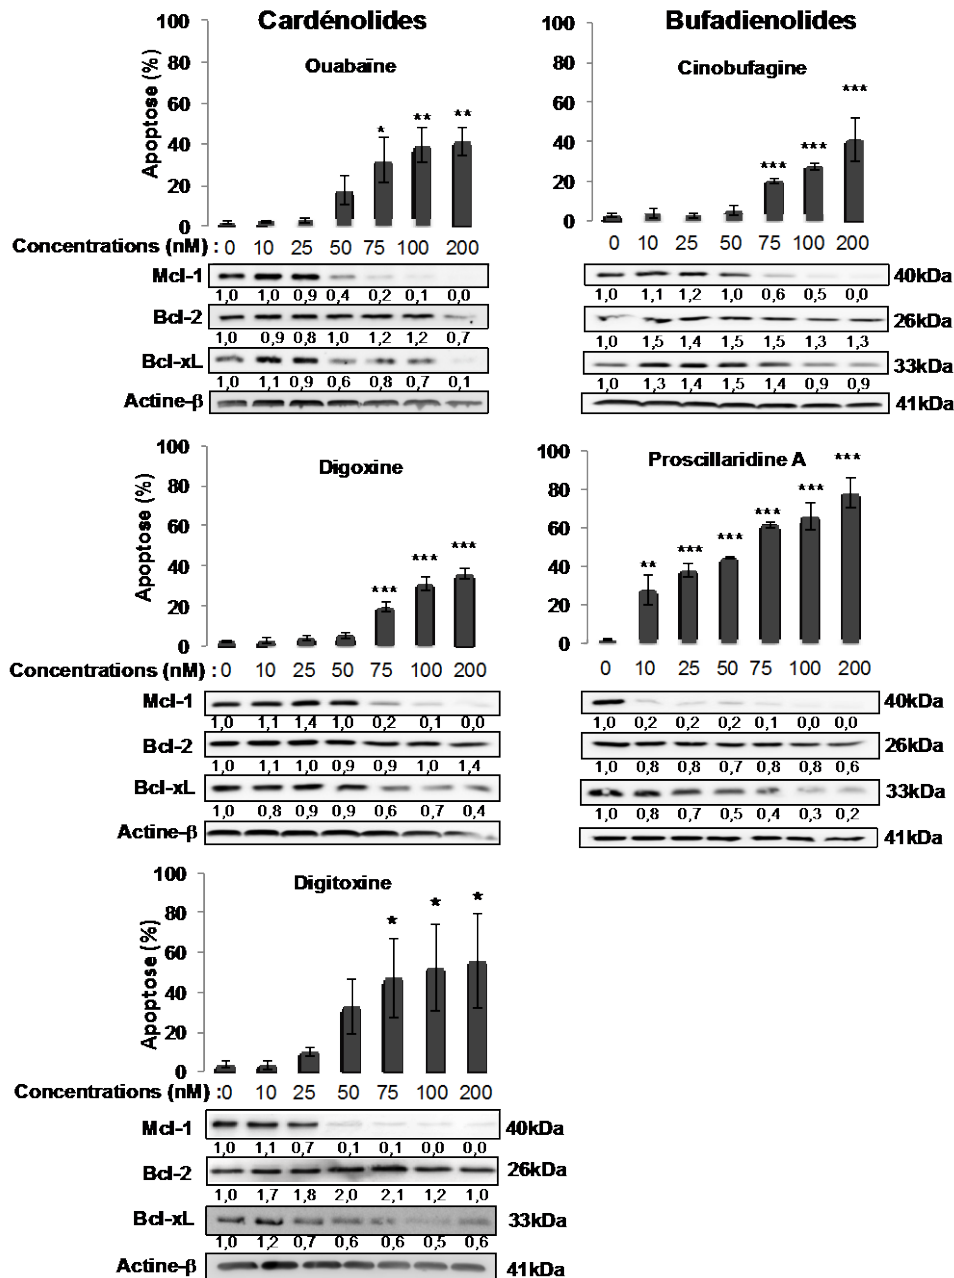 Cardénolides
Bufadienolides
Ouabaïne
Apoptose (%)
100
80
60
40
20
0
* ** **
Concentrations (nM) : 0 10 25 50 75 100 200
Mcl-1
1,0 1,0 0,9 0,4 0,2 0,1 0,0
Bcl-2
1,0 0,9 0,8 1,0 1,2 1,2 0,7
Bcl-xL
1,0 1,1 0,9 0,6 0,8 0,7 0,1
Actine-β
Cinobufagine
100
80
60
40
20
0
*** *** ***
0 10 25 50 75 100 200
40kDa
1,0 1,1 1,2 1,0 0,6 0,5 0,0
26kDa
1,0 1,5 1,4 1,5 1,5 1,3 1,3
33kDa
1,0 1,3 1,4 1,5 1,4 0,9 0,9
41kDa
Digoxine
Apoptose (%)
100
80
60
40
20
0
*** *** ***
Concentrations (nM) : 0 10 25 50 75 100 200
Mcl-1
1,0 1,1 1,4 1,0 0,2 0,1 0,0
Bcl-2
1,0 1,1 1,0 0,9 0,9 1,0 1,4
Bcl-xL
1,0 0,8 0,9 0,9 0,6 0,7 0,4
Actine-β
Proscillaridine A
100
80
60
40
20
0
** *** *** *** *** ***
0 10 25 50 75 100 200
40kDa
1,0 0,2 0,2 0,2 0,1 0,0 0,0
26kDa
1,0 0,8 0,8 0,7 0,8 0,8 0,6
33kDa
1,0 0,8 0,7 0,5 0,4 0,3 0,2
41kDa
Digitoxine
Apoptose (%)
100
80
60
40
20
0
* * *
Concentrations (nM) :0 10 25 50 75 100 200
Mcl-1 40kDa
1,0 1,1 0,7 0,1 0,1 0,0 0,0
Bcl-2 26kDa
1,0 1,7 1,8 2,0 2,1 1,2 1,0
Bcl-xL 33kDa
1,0 1,2 0,7 0,6 0,6 0,5 0,6
Actine-β 41kDa